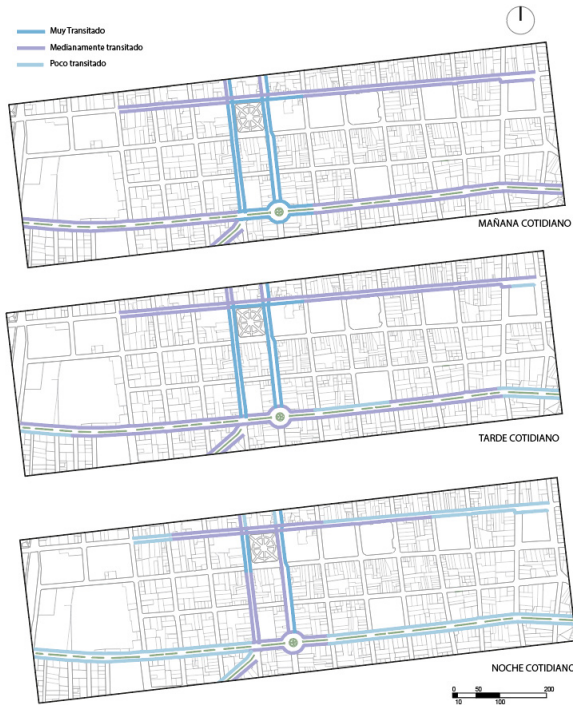 Muy Transitado
Medianamente transitado
Poco transitado
MAÑANA COTIDIANO
TARDE COTIDIANO
NOCHE COTIDIANO
0 50 200
10 100